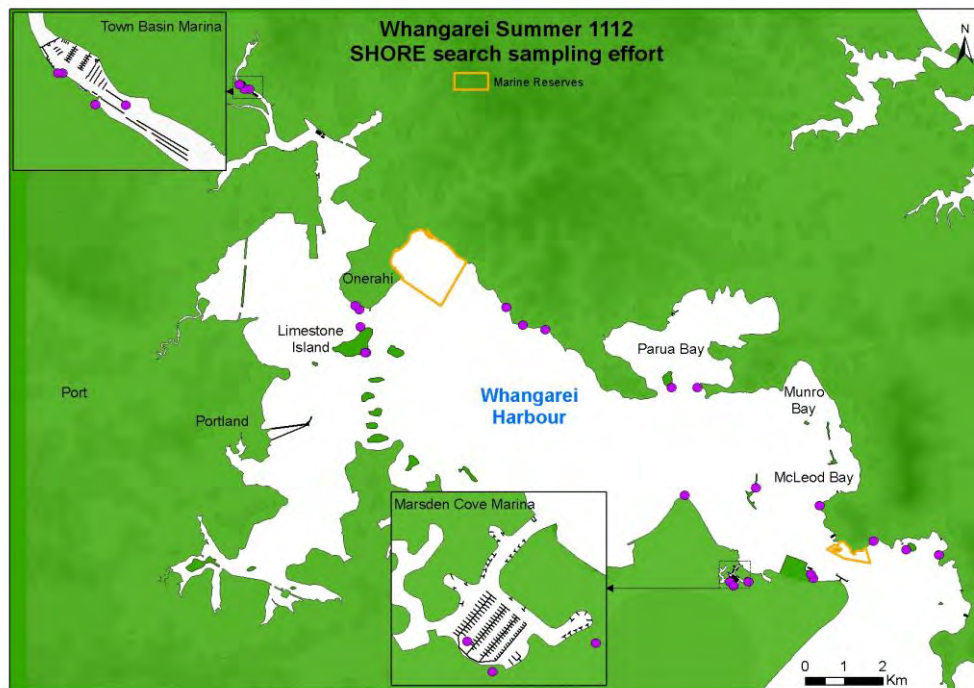 Town Basin Marina
Whangarei Summer 1112
SHORE search sampling effort
Marine Reserves
N
Onerahi
Limestone
Island
Parua Bay
Port
Whangarei
Harbour
Munro
Bay
Portland
McLeod Bay
Marsden Cove Marina
0 1 2
Km